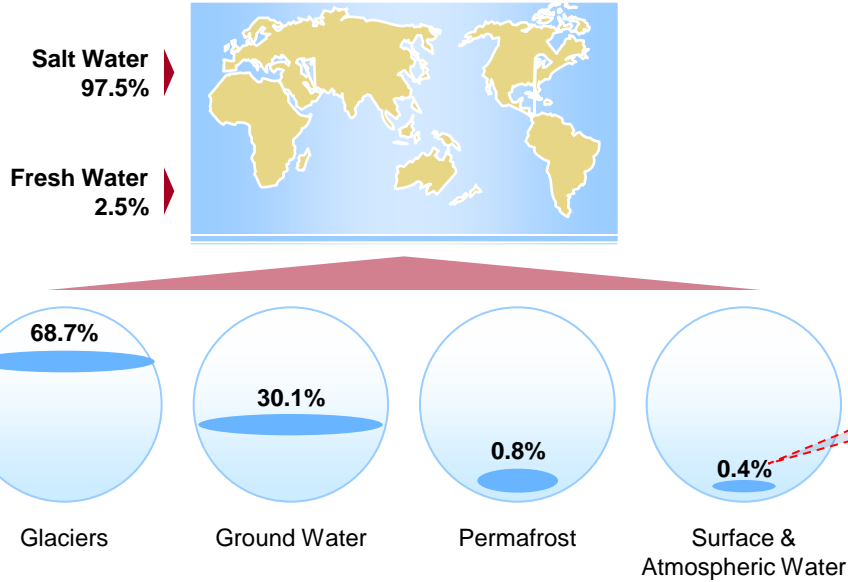 Salt Water
97.5%
Fresh Water
2.5%
68.7%
30.1%
0.8%
0.4%
Glaciers
Ground Water
Permafrost
Surface &
Atmospheric Water